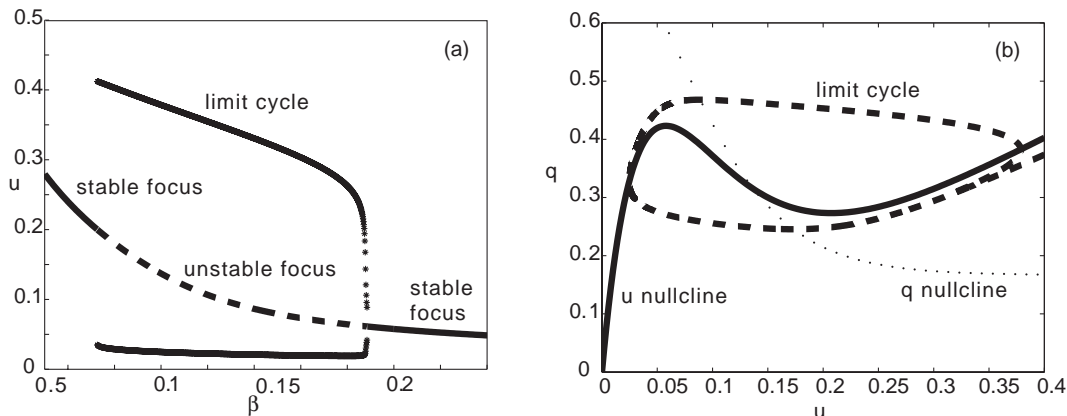 (a)
0.5
0.4
0.3
u
0.2
0.1
0
limit cycle
stable focus
unstable focus
stable
focus
0.5 0.1 0.15 0.2
β
(b)
0.6
0.5
0.4
q
0.3
0.2
0.1
0
limit cycle
u nullcline
q nullcline
0 0.05 0.1 0.15 0.2 0.25 0.3 0.35 0.4
u